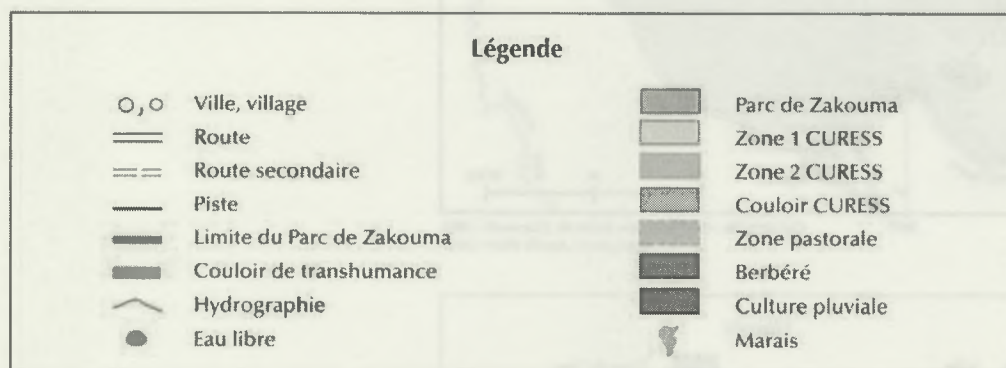 Légende
Ville, village
Route
Route secondaire
Piste
Limite du Parc de Zakouma
Couloir de transhumance
Hydrographie
Eau libre
Parc de Zakouma
Zone 1 CURESS
Zone 2 CURESS
Couloir CURESS
Zone pastorale
Berbéré
Culture pluviale
Marais